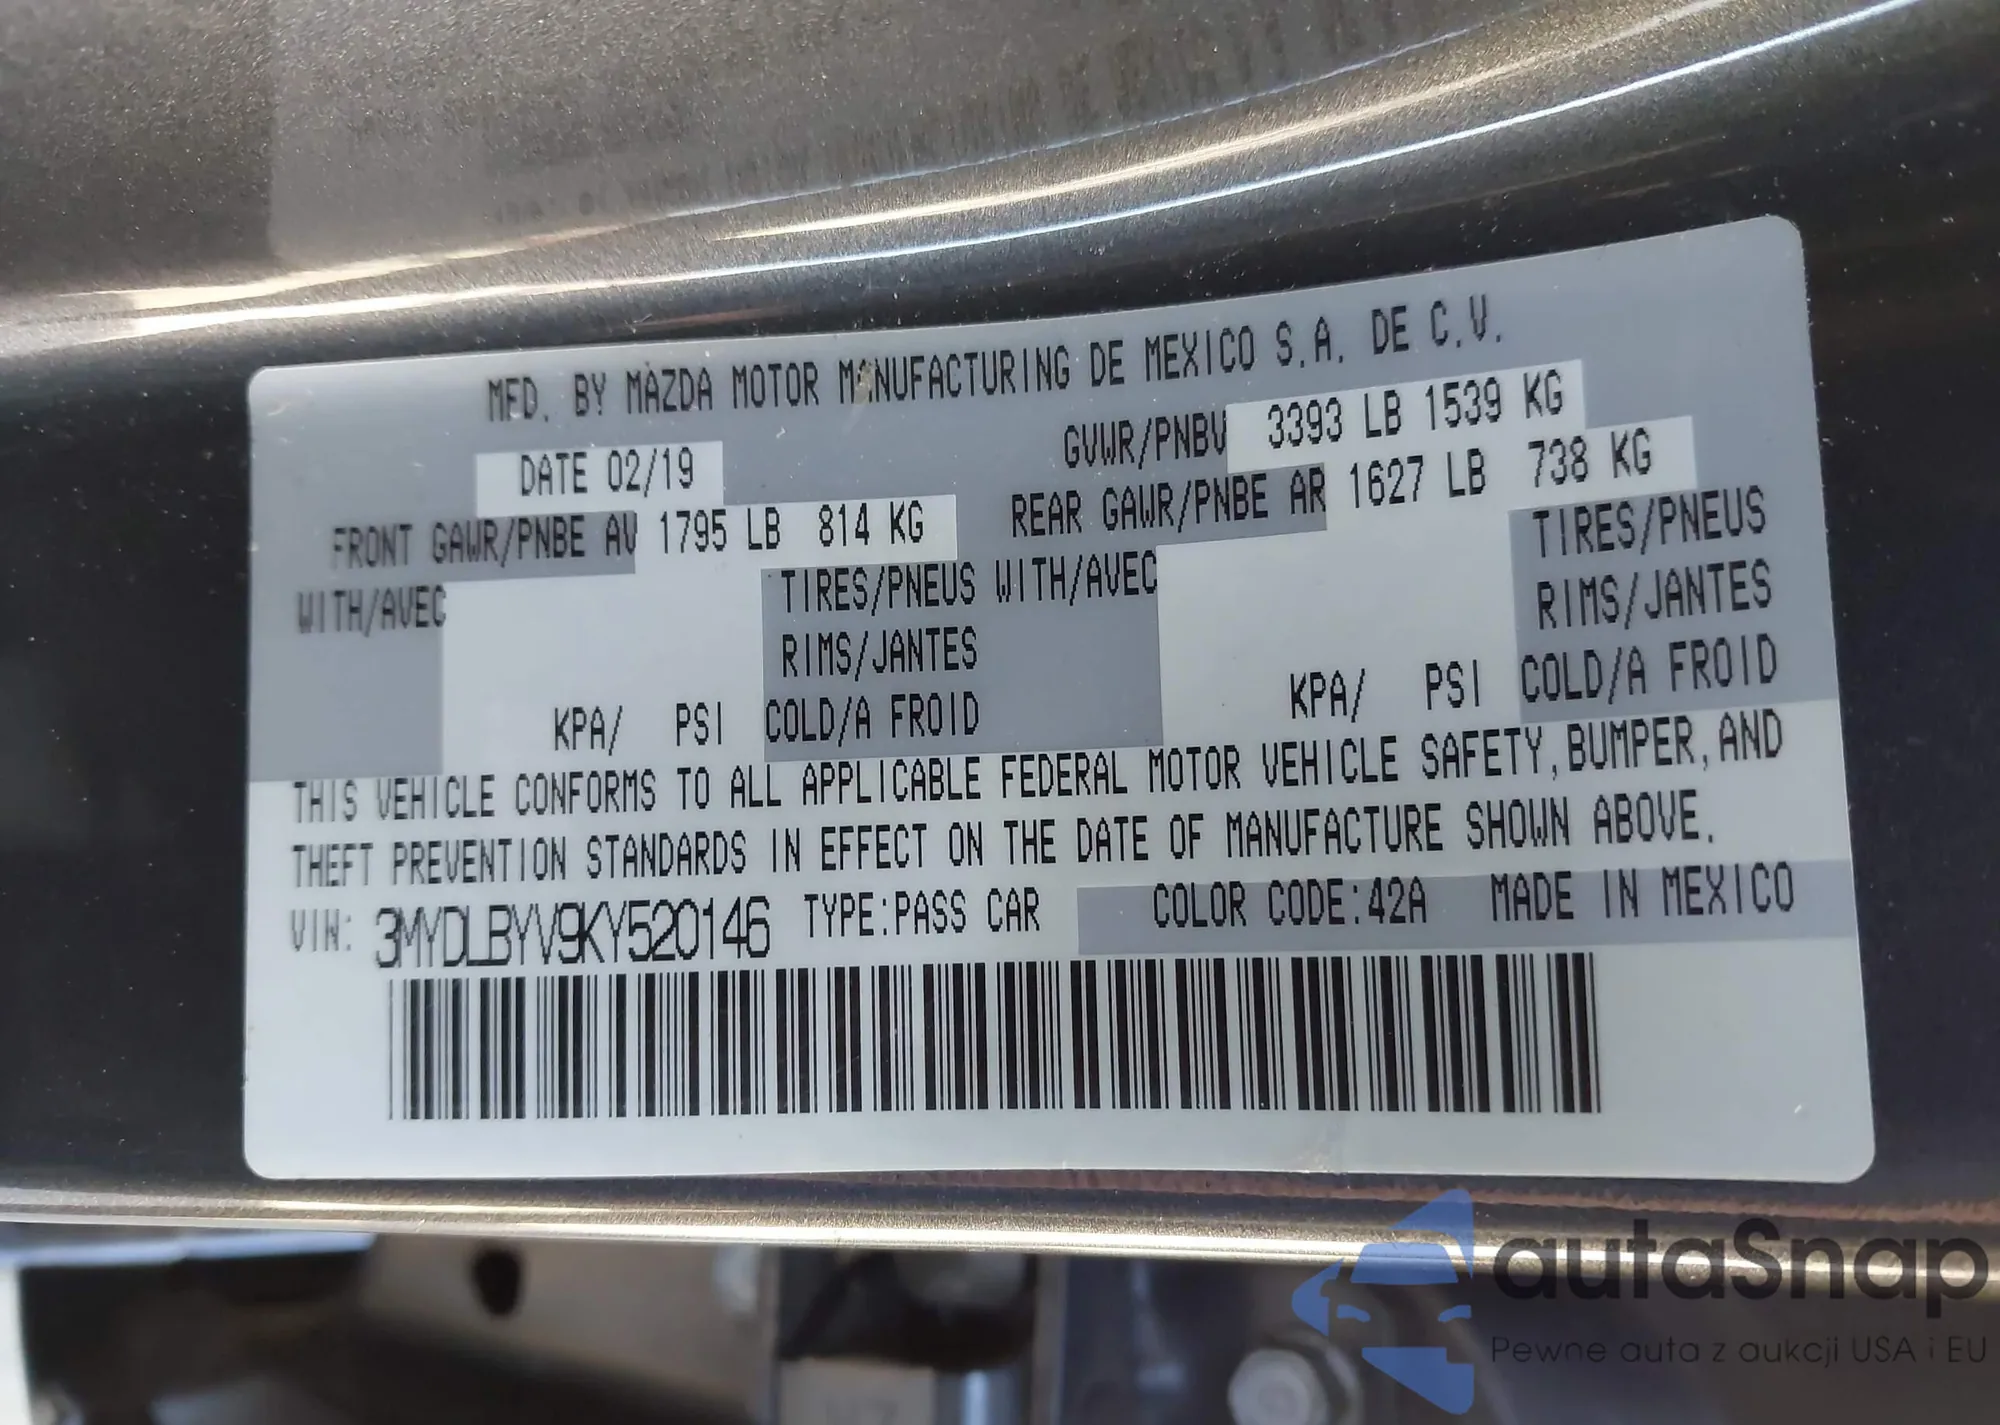 MFD. BY MAZDA MOTOR MANUFACTURING DE MEXICO S.A. DE C.V.
DATE 02/19 GVWR/PNBV 3393 LB 1539 KG
FRONT GAWR/PNBE AV 1795 LB 814 KG REAR GAWR/PNBE AR 1627 LB 738 KG
WITH/AVEC TIRES/PNEUS WITH/AVEC TIRES/PNEUS
RIMS/JANTES RIMS/JANTES
KPA/ PSI COLD/A FROID KPA/ PSI COLD/A FROID
THIS VEHICLE CONFORMS TO ALL APPLICABLE FEDERAL MOTOR VEHICLE SAFETY, BUMPER, AND
THEFT PREVENTION STANDARDS IN EFFECT ON THE DATE OF MANUFACTURE SHOWN ABOVE.
VIN: 3MYDLBYV9KY520146 TYPE:PASS CAR COLOR CODE:42A MADE IN MEXICO
autaSnap
Pewne auta z aukcji USA i EU